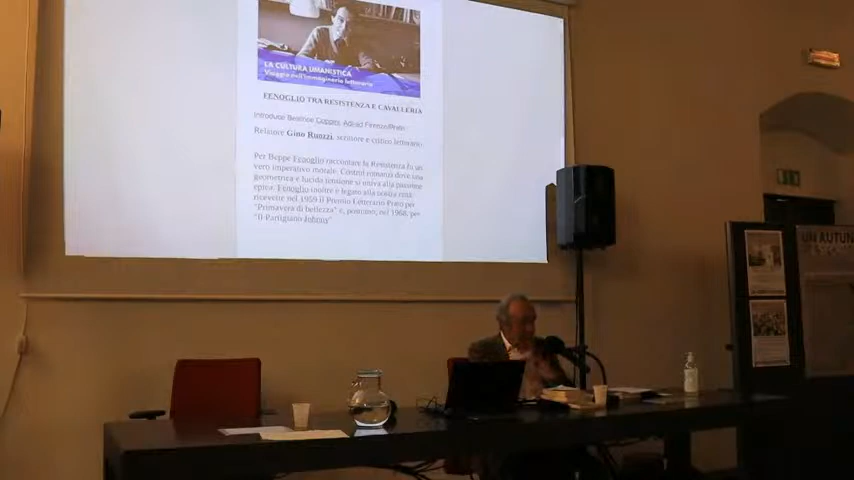 LA CULTURA UMANISTICA
Viaggio nell'immaginario letterario
FENOGLIO TRA RESISTENZA E CAVALLERIA
Introduce Beatrice Coppini, Adi-sd Firenze/Prato
Relatore Gino Ruozzi, scrittore e critico letterario
Per Beppe Fenoglio raccontare la Resistenza fu un
vero imperativo morale. Con romanzi dove una
geometrica e lucida tensione si univa alla passione
epica. Fenoglio inoltre è legato alla nostra città:
ricevette nel 1959 il Premio Letterario Prato per
"Primavera di bellezza" e, postumo, nel 1968, per
"Il Partigiano Johnny"
UN AUTUN